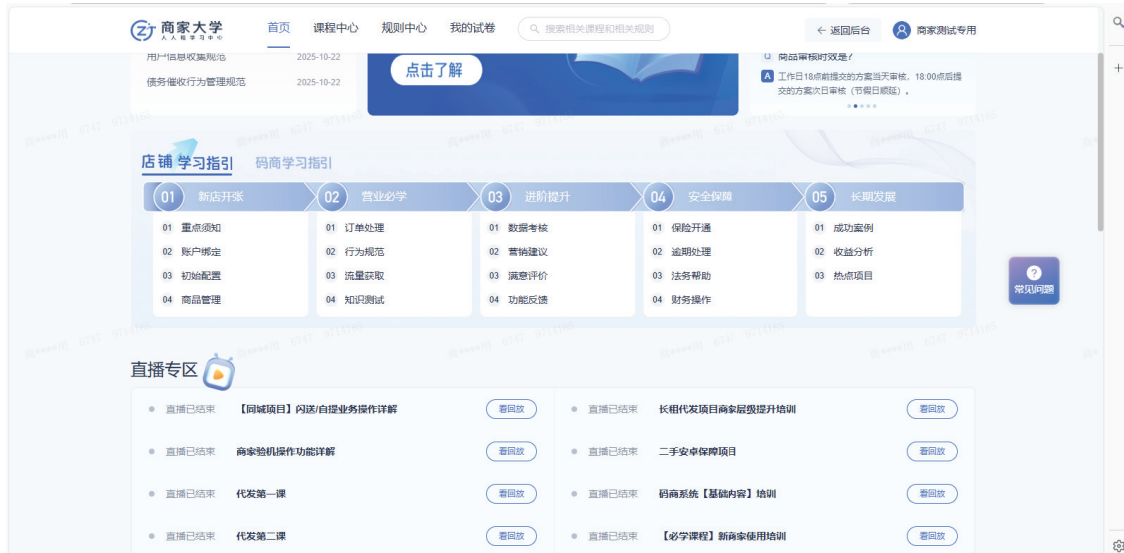 商家大学
人人租学习中心
首页 课程中心 规则中心 我的试卷 搜索相关课程和相关规则 返回后台 商家测试专用
用户信息收集规范 2025-10-22
债务催收行为管理规范 2025-10-22
点击了解
Q 商品审核时效是?
A 工作日18点前提交的方案当天审核，18:00点后提
交的方案次日审核（节假日顺延）。
店铺学习指引 码商学习指引
01 新店开张
01 重点须知
02 账户绑定
03 初始配置
04 商品管理
02 营业必学
01 订单处理
02 行为规范
03 流量获取
04 知识测试
03 进阶提升
01 数据考核
02 营销建议
03 满意评价
04 功能反馈
04 安全保障
01 保险开通
02 逾期处理
03 法务帮助
04 财务操作
05 长期发展
01 成功案例
02 收益分析
03 热点项目
常见问题
直播专区
直播已结束 【同城项目】闪送/自提业务操作详解 看回放
直播已结束 长租代发项目商家层级提升培训 看回放
直播已结束 商家验机操作功能详解 看回放
直播已结束 二手安卓保障项目 看回放
直播已结束 代发第一课 看回放
直播已结束 码商系统【基础内容】培训 看回放
直播已结束 代发第二课 看回放
直播已结束 【必学课程】新商家使用培训 看回放